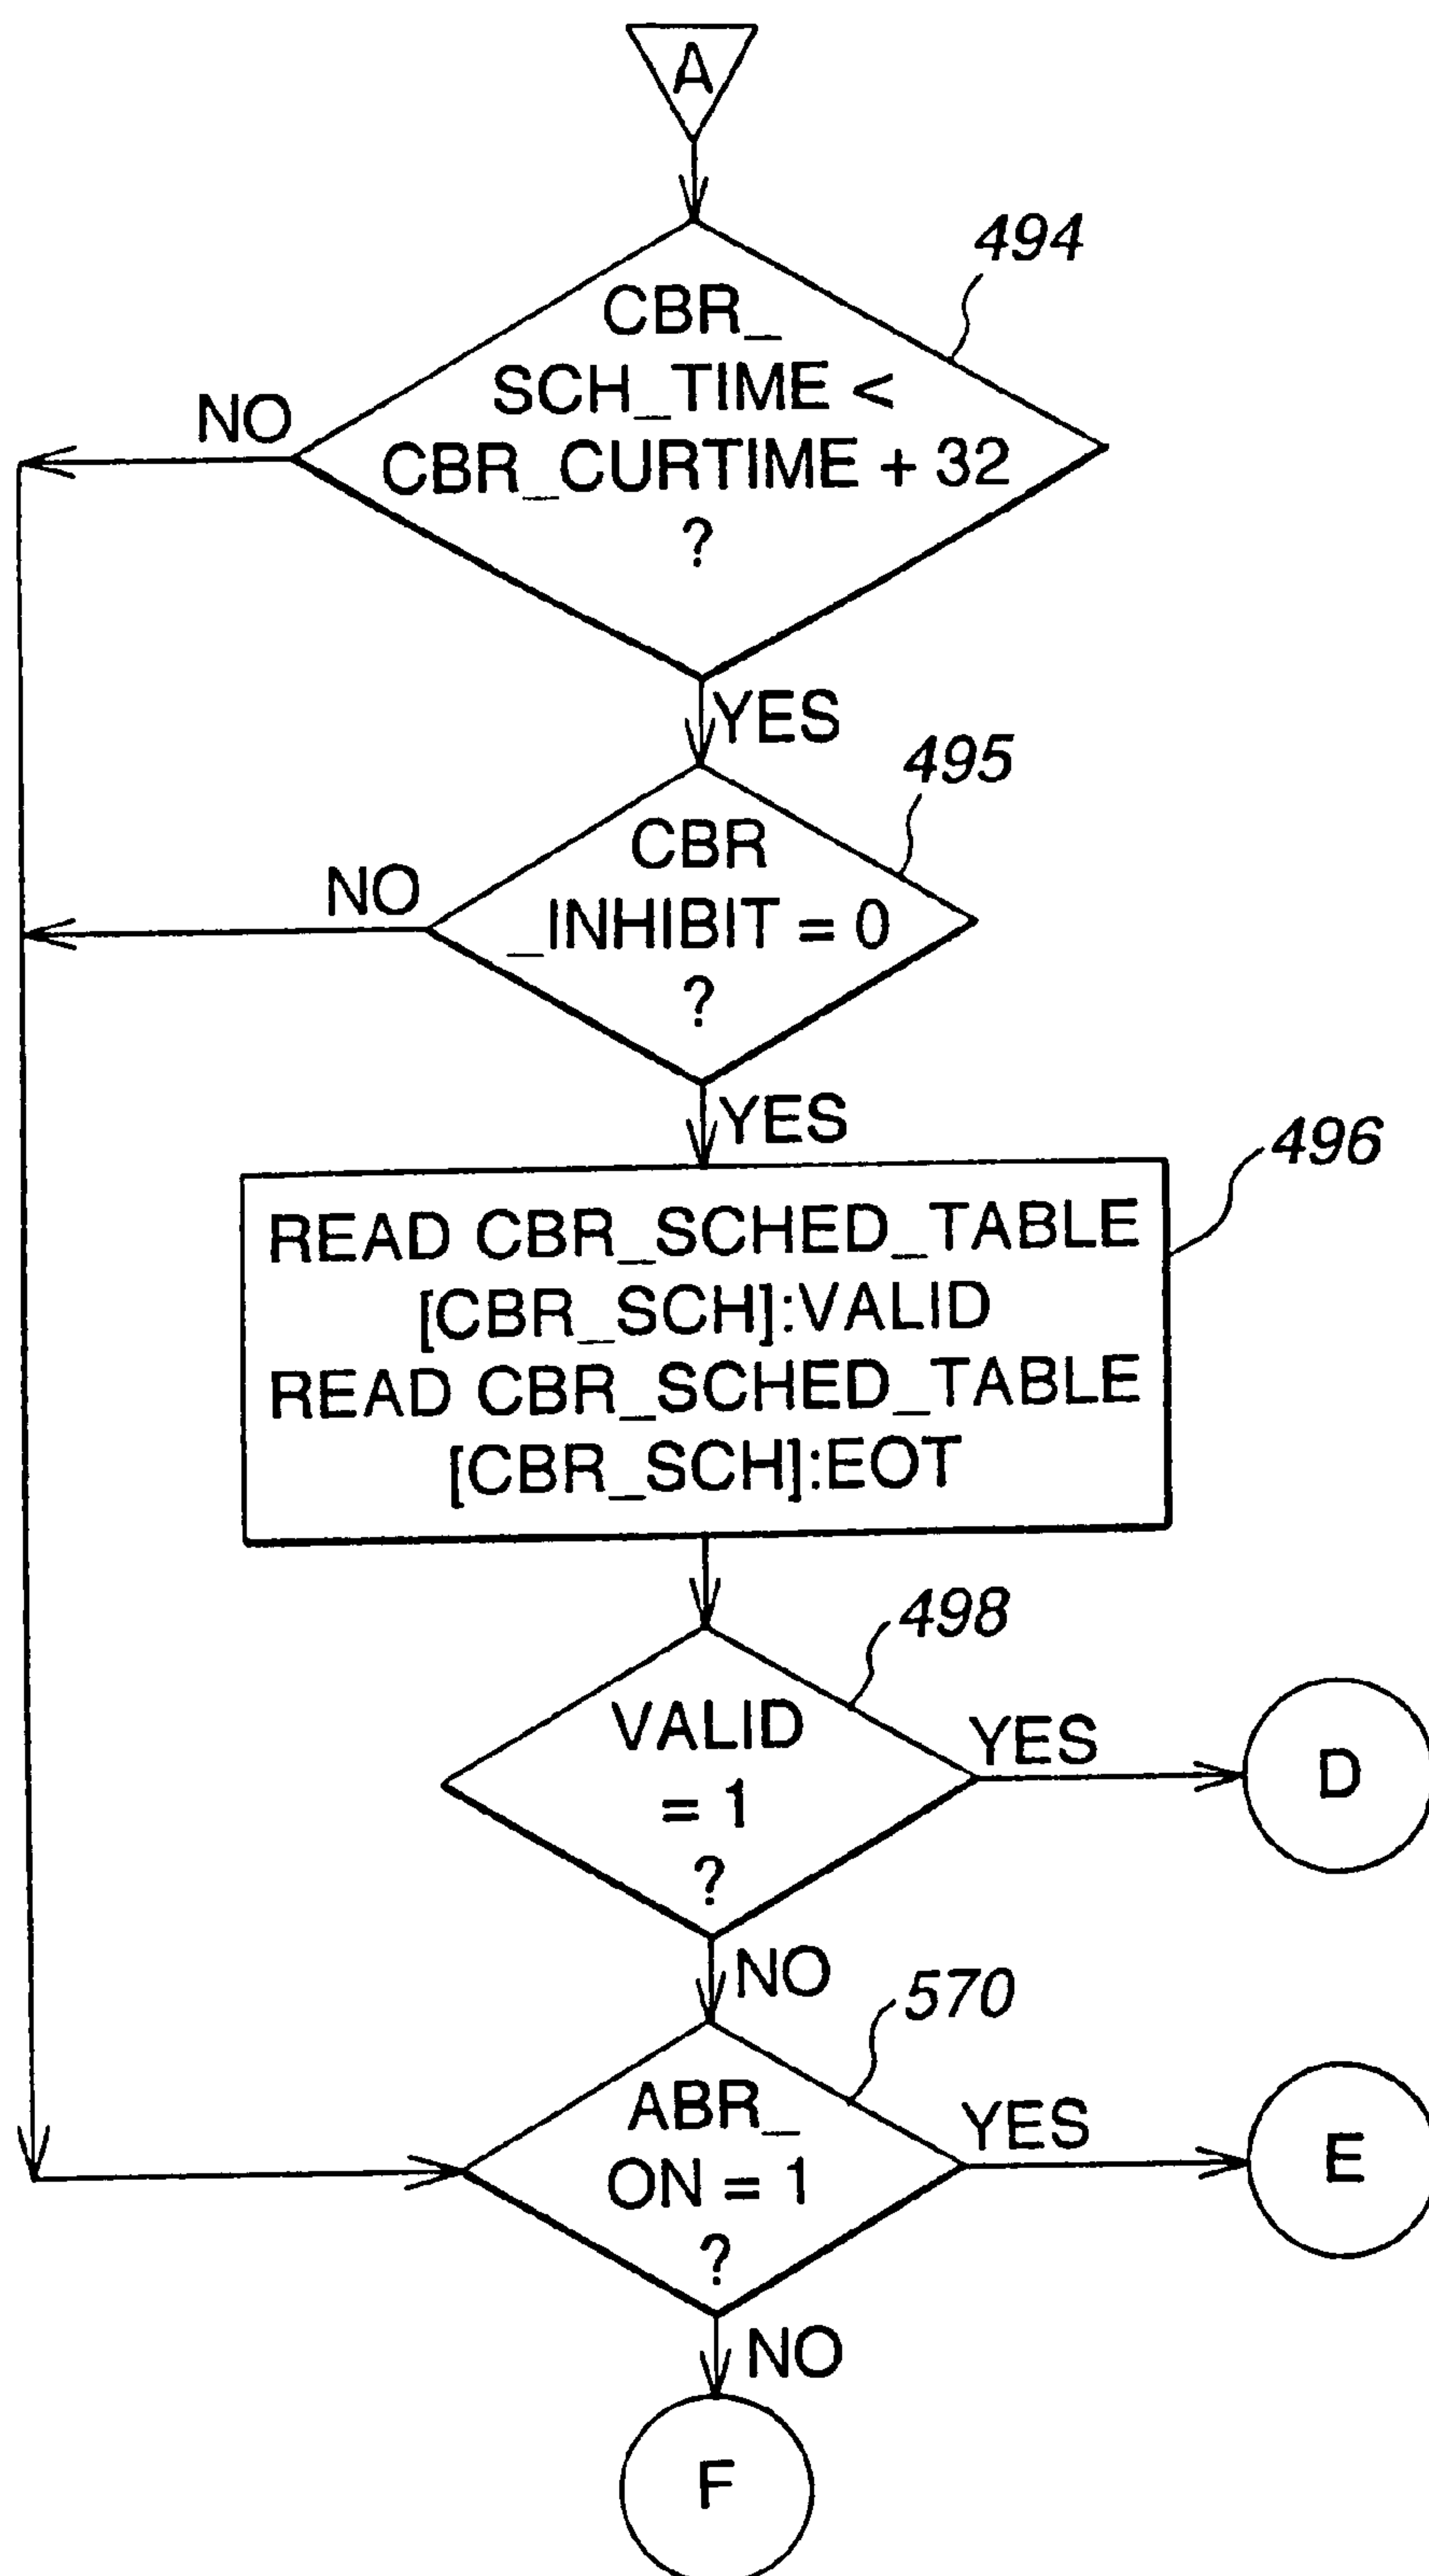 A
494
CBR_
SCH_TIME <
NO
CBR_CURTIME + 32
?
YES
495
CBR
NO
_INHIBIT = 0
?
YES
496
READ CBR_SCHED_TABLE
[CBR_SCH]:VALID
READ CBR_SCHED_TABLE
[CBR_SCH]:EOT
498
VALID
YES
= 1
D
?
NO
570
ABR_
YES
ON = 1
E
?
NO
F